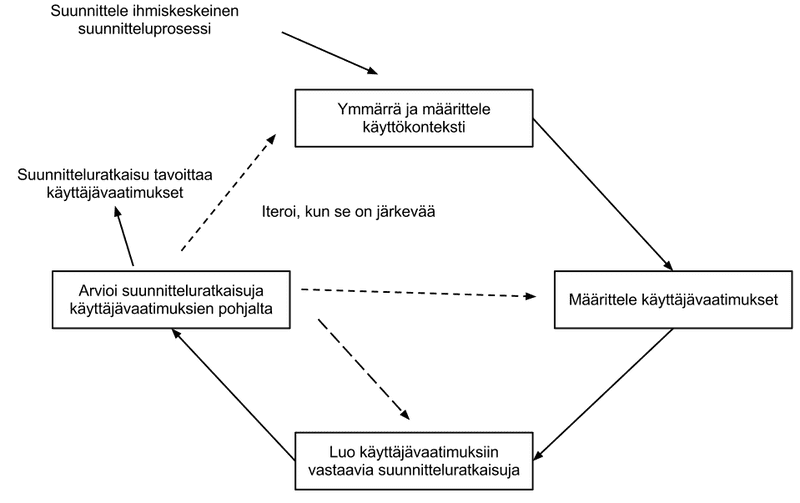 Suunnittele ihmiskeskeinen
suunnitteluprosessi
Ymmärrä ja määrittele
käyttökonteksti
Suunnitteluratkaisu tavoittaa
käyttäjävaatimukset
Iteroi, kun se on järkevää
Arvioi suunnitteluratkaisuja
käyttäjävaatimuksien pohjalta
Määrittele käyttäjävaatimukset
Luo käyttäjävaatimuksiin
vastaavia suunnitteluratkaisuja